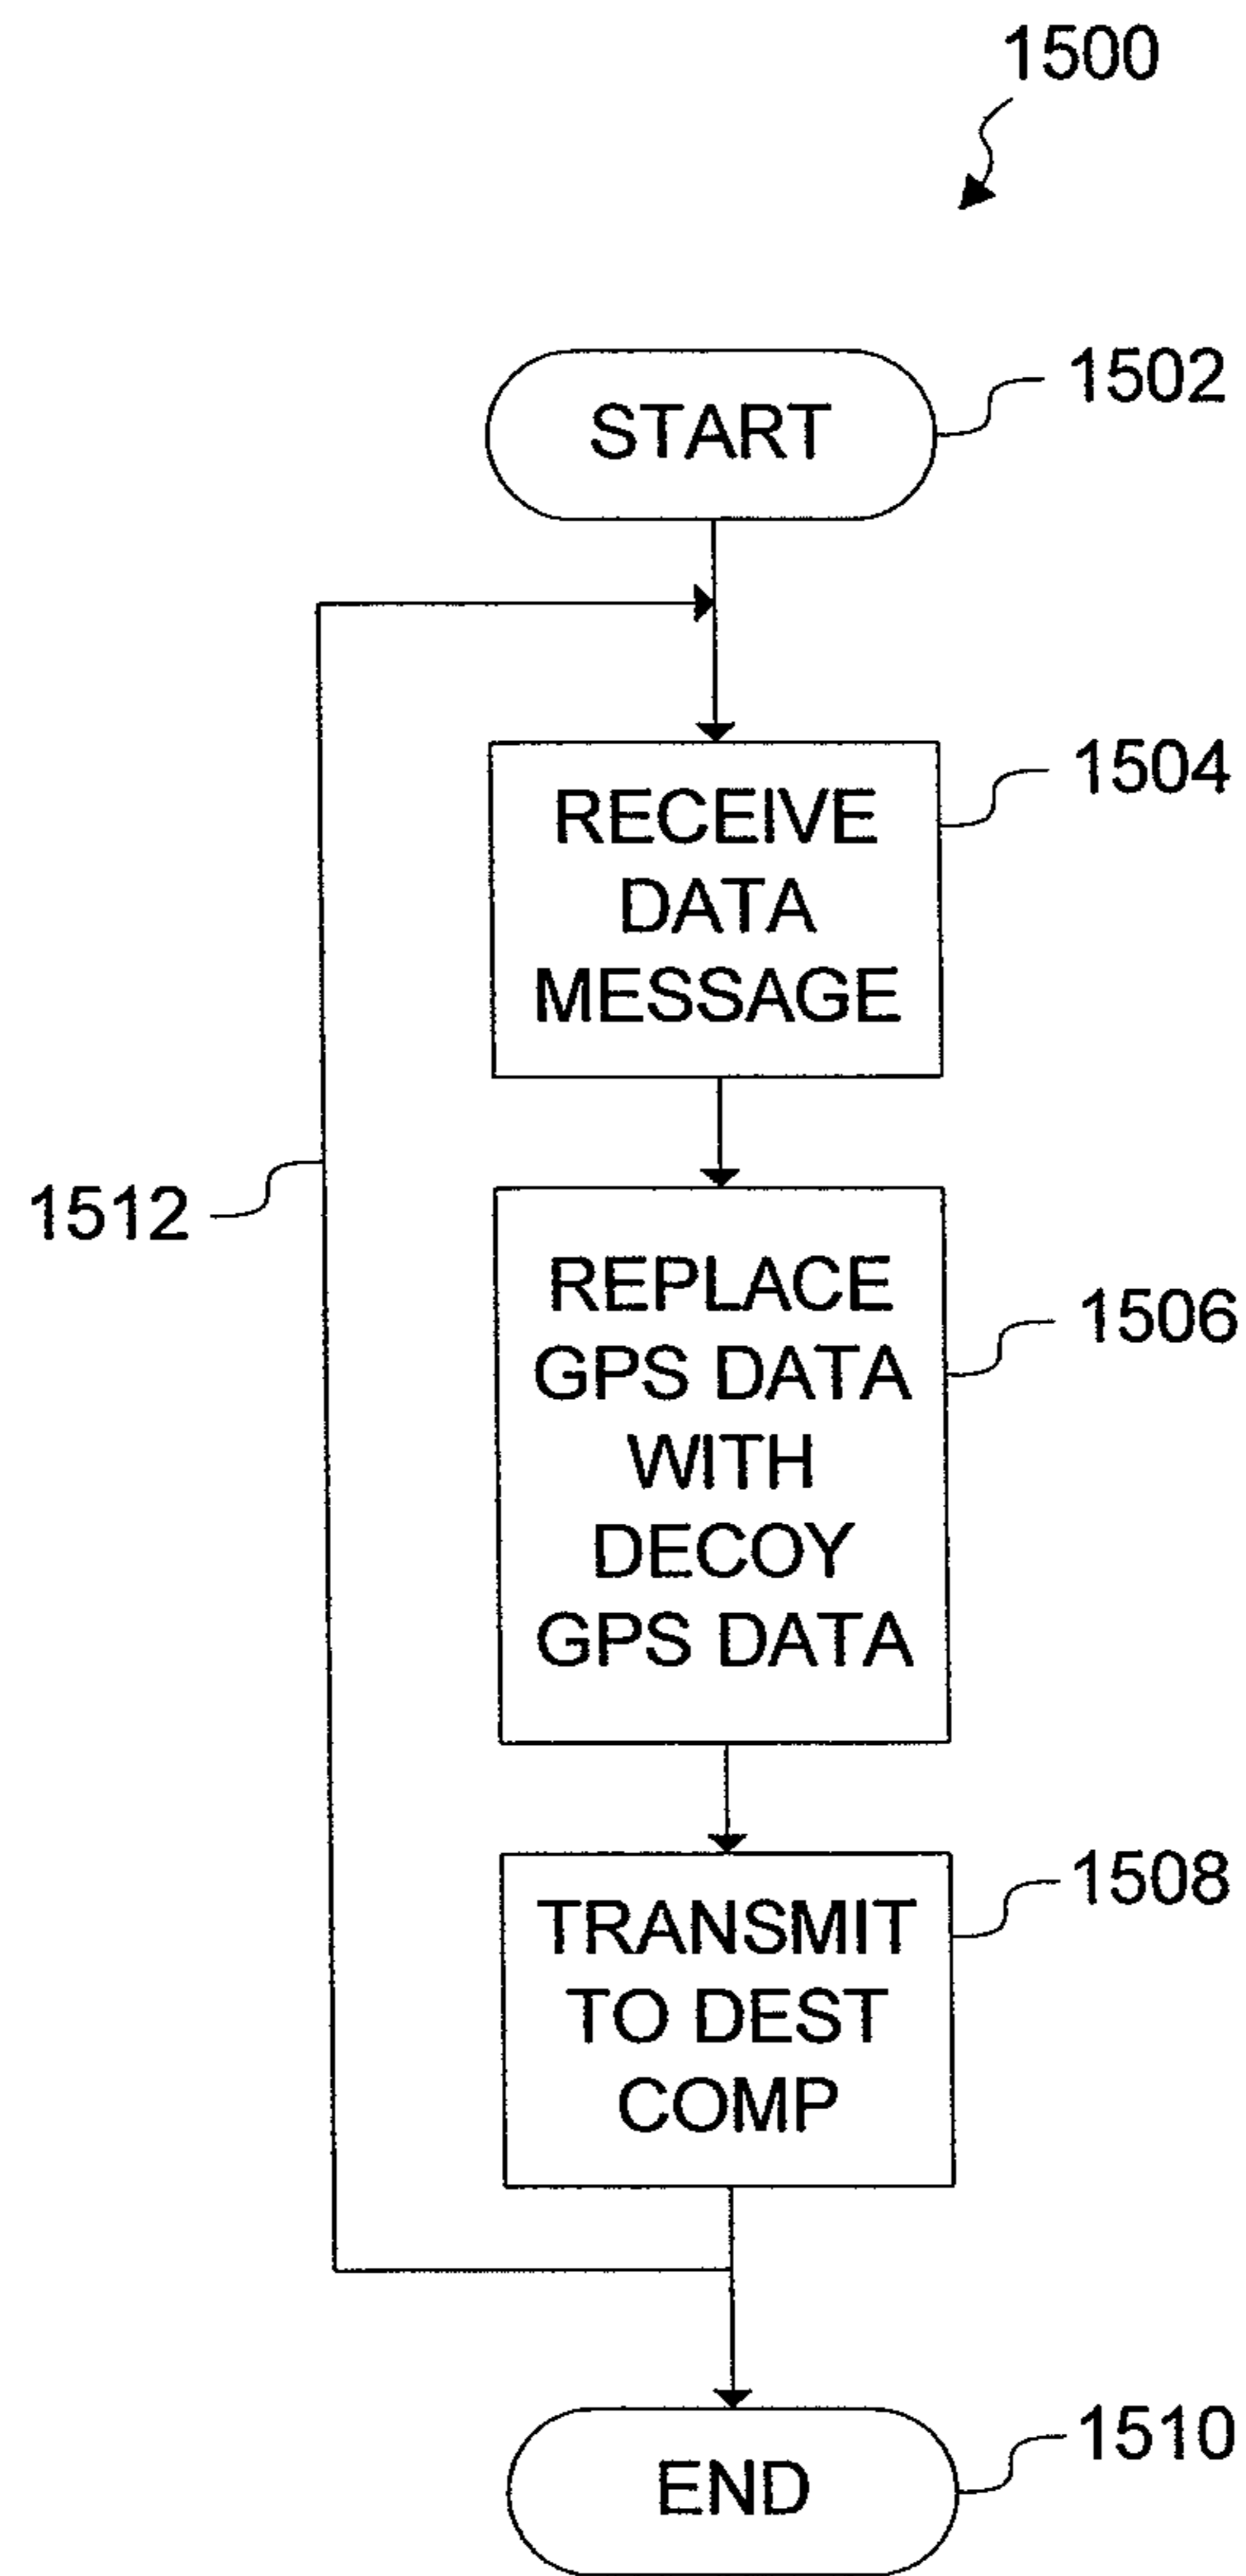 1500
START
1502
RECEIVE
DATA
MESSAGE
1504
1512
REPLACE
GPS DATA
WITH
DECOY
GPS DATA
1506
TRANSMIT
TO DEST
COMP
1508
END
1510